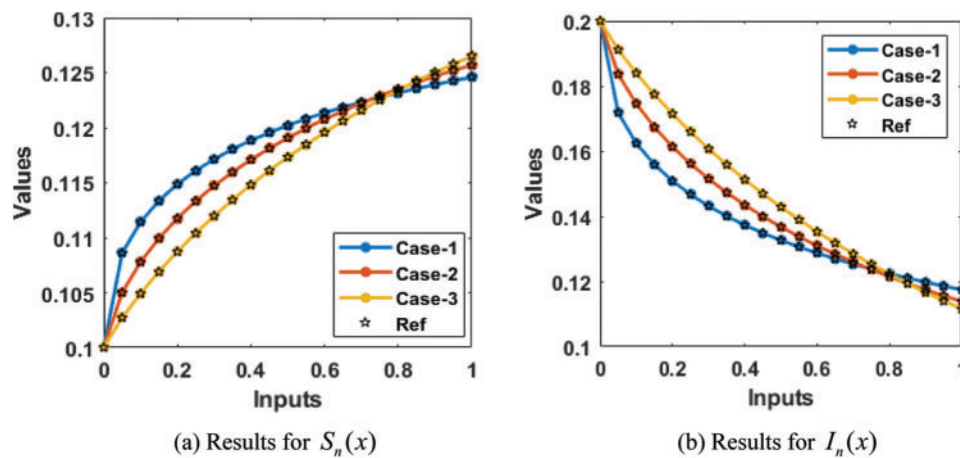 0.13
0.125
0.12
0.115
0.11
0.105
0.1
Values
0 0.2 0.4 0.6 0.8 1
Inputs
Case-1
Case-2
Case-3
Ref
(a) Results for Sₙ(x)
0.2
0.18
0.16
0.14
0.12
0.1
Values
0 0.2 0.4 0.6 0.8 1
Inputs
Case-1
Case-2
Case-3
Ref
(b) Results for Iₙ(x)